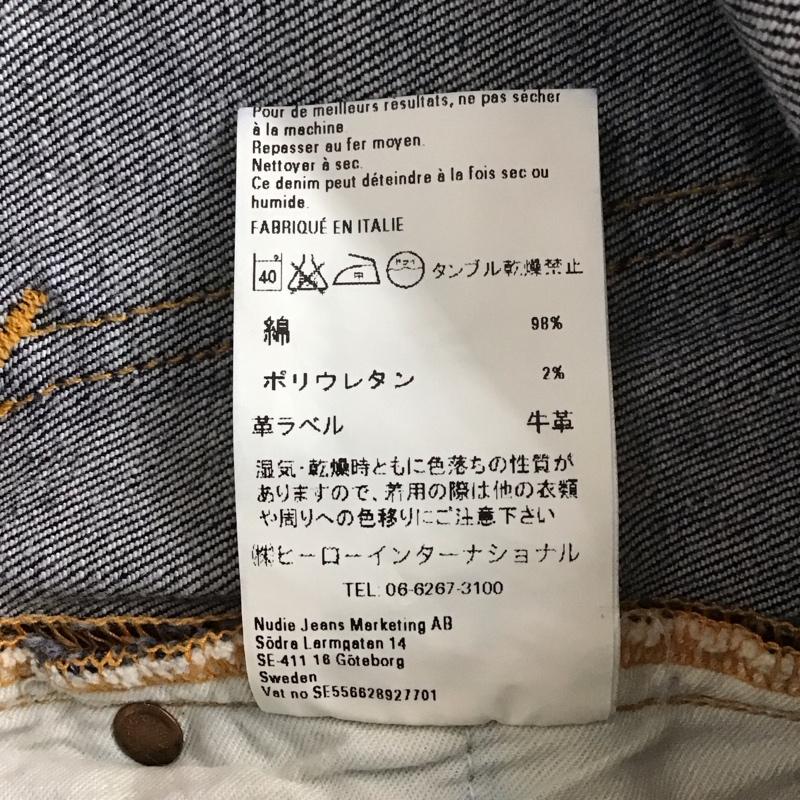 Pour de meilleurs resultats, ne pas sécher
à la machine
Repasser au fer moyen.
Nettoyer à sec.
Ce denim peut déteindre à la fois sec ou
humide.
FABRIQUÉ EN ITALIE
40 中 ドライ タンブル乾燥禁止
綿 98%
ポリウレタン 2%
革ラベル 牛革
湿気・乾燥時ともに色落ちの性質が
ありますので、着用の際は他の衣類
や周りへの色移りにご注意下さい
㈱ヒーローインターナショナル
TEL: 06-6267-3100
Nudie Jeans Marketing AB
Södra Larmgatan 14
SE-411 16 Göteborg
Sweden
Vat no SE556628927701